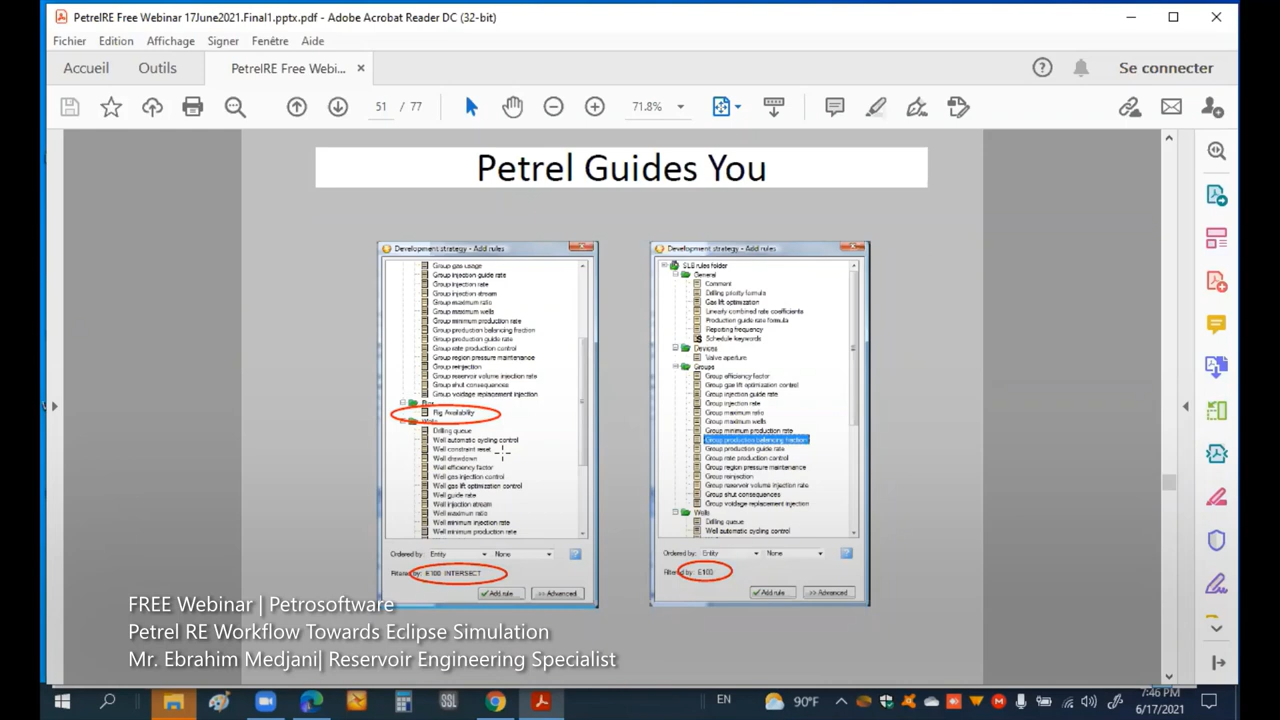 PetrelRE Free Webinar 17June2021.Final1.pptx.pdf - Adobe Acrobat Reader DC (32-bit)
Fichier Edition Affichage Signer Fenêtre Aide
Accueil Outils PetrelRE Free Webi... Se connecter
51 / 77 71.8%
Petrel Guides You
Development strategy - Add rules
Group gas usage
Group injection guide rate
Group injection rate
Group injection stream
Group maximum ratio
Group maximum wells
Group minimum production rate
Group production balancing fraction
Group production guide rate
Group rate production control
Group region pressure maintenance
Group reinjection
Group reservoir volume injection rate
Group shut consequences
Group voidage replacement injection
Rig Availability
Wells
Drilling queue
Well automatic cycling control
Well constraint reset
Well drawdown
Well efficiency factor
Well gas injection control
Well gas lift optimization control
Well guide rate
Well injection stream
Well maximum ratio
Well minimum injection rate
Well minimum production rate
Ordered by: Entity None
Filtered by: E100 INTERSECT
Add rule >> Advanced
Development strategy - Add rules
SLB rules folder
General
Comment
Drilling priority formula
Gas lift optimization
Linearly combined rate coefficients
Production guide rate formula
Reporting frequency
Schedule keywords
Devices
Valve aperture
Groups
Group efficiency factor
Group gas lift optimization control
Group injection guide rate
Group injection rate
Group maximum ratio
Group maximum wells
Group minimum production rate
Group production balancing fraction
Group production guide rate
Group rate production control
Group region pressure maintenance
Group reinjection
Group reservoir volume injection rate
Group shut consequences
Group voidage replacement injection
Wells
Drilling queue
Well automatic cycling control
Ordered by: Entity None
Filtered by: E100
Add rule >> Advanced
FREE Webinar | Petrosoftware
Petrel RE Workflow Towards Eclipse Simulation
Mr. Ebrahim Medjani| Reservoir Engineering Specialist
SSL EN 90°F 7:46 PM
6/17/2021